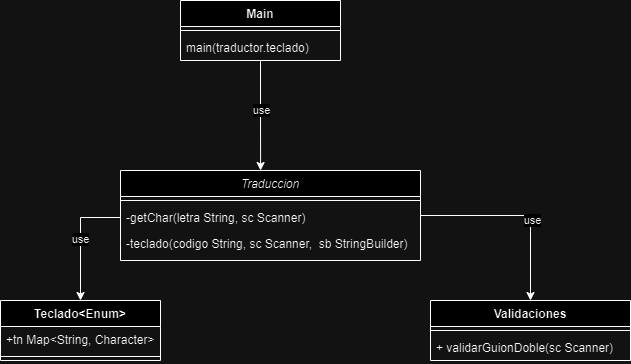 Main
main(traductor.teclado)
use
Traduccion
-getChar(letra String, sc Scanner)
-teclado(codigo String, sc Scanner,  sb StringBuilder)
use
use
Teclado<Enum>
+tn Map<String, Character>
Validaciones
+ validarGuionDoble(sc Scanner)